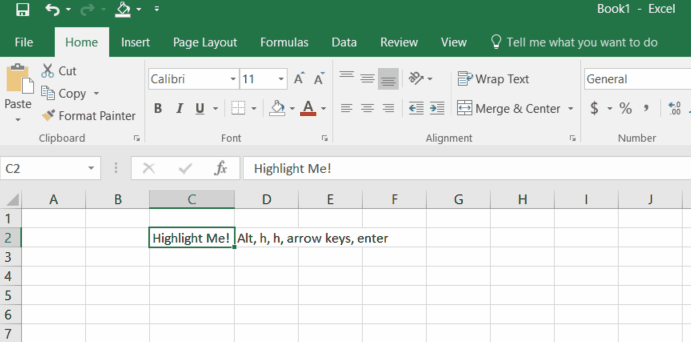 Book1 - Excel
File Home Insert Page Layout Formulas Data Review View Tell me what you want to do
Cut
Copy
Format Painter
Paste
Clipboard
Calibri 11
B I U A
Font
Wrap Text
Merge & Center
Alignment
General
$ % ,
Number
C2 fx Highlight Me!
A B C D E F G H I J
1
2 Highlight Me! Alt, h, h, arrow keys, enter
3
4
5
6
7